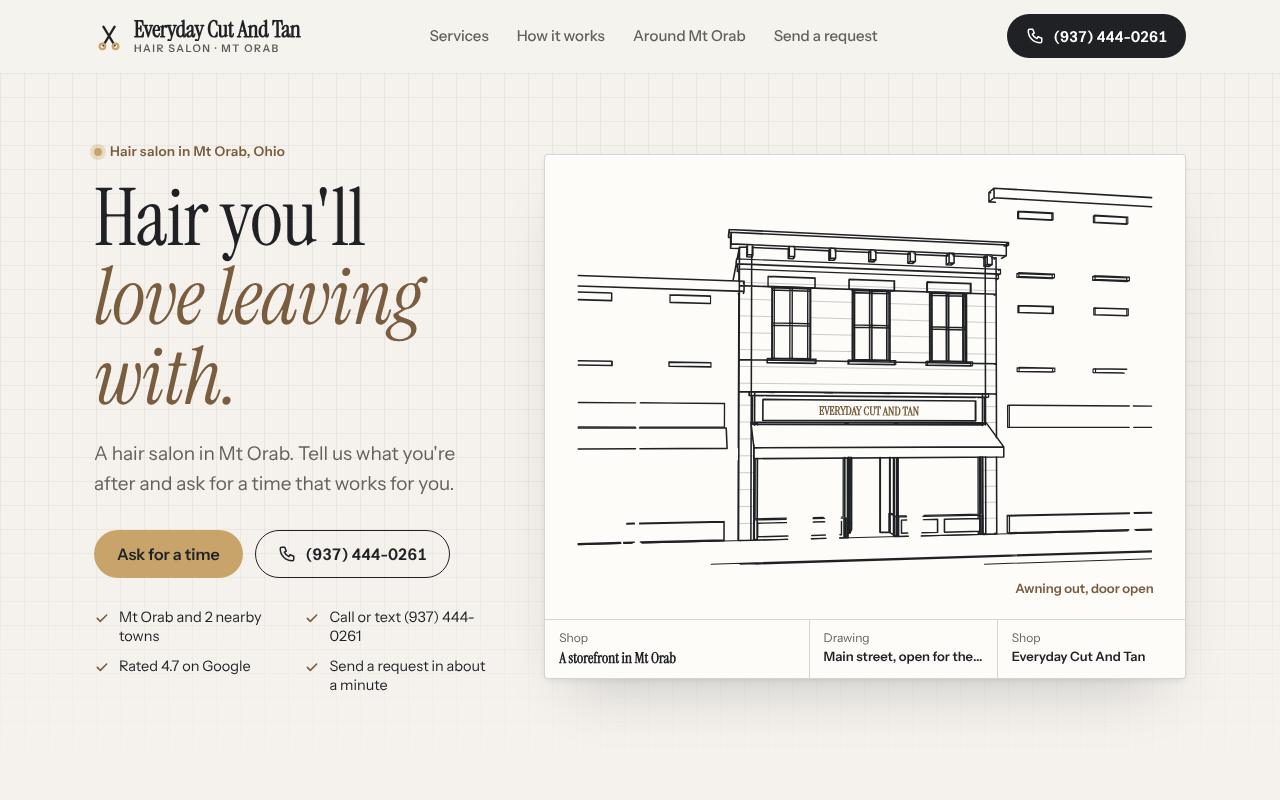 Everyday Cut And Tan
HAIR SALON · MT ORAB
Services
How it works
Around Mt Orab
Send a request
(937) 444-0261
Hair salon in Mt Orab, Ohio
Hair you'll
love leaving
with.
A hair salon in Mt Orab. Tell us what you're
after and ask for a time that works for you.
Ask for a time
(937) 444-0261
Mt Orab and 2 nearby
towns
Call or text (937) 444-
0261
Rated 4.7 on Google
Send a request in about
a minute
EVERYDAY CUT AND TAN
Awning out, door open
Shop
A storefront in Mt Orab
Drawing
Main street, open for the...
Shop
Everyday Cut And Tan